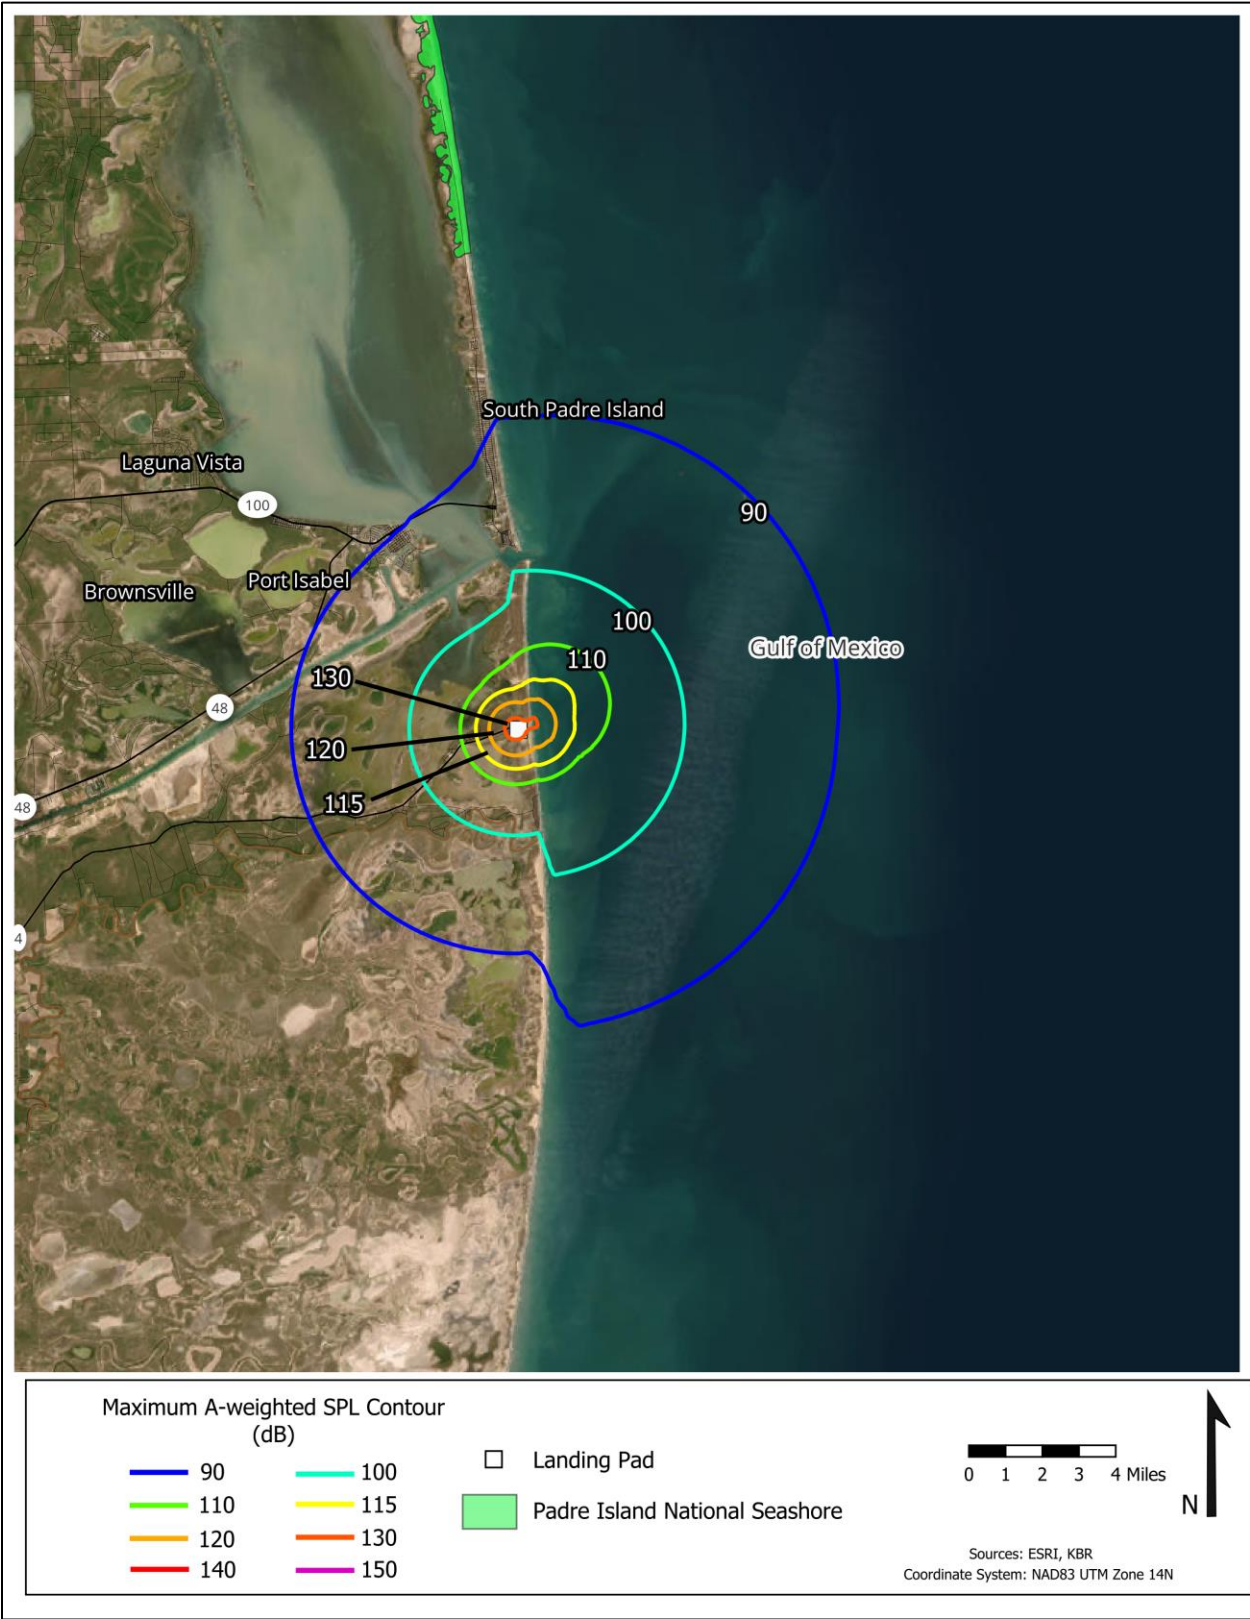 South Padre Island
Laguna Vista
100
90
Port Isabel
Brownsville
100
Gulf of Mexico
110
130
48
120
115
48
4
Maximum A-weighted SPL Contour
(dB)
90
100
110
115
120
130
140
150
Landing Pad
Padre Island National Seashore
0 1 2 3 4 Miles
N
Sources: ESRI, KBR
Coordinate System: NAD83 UTM Zone 14N